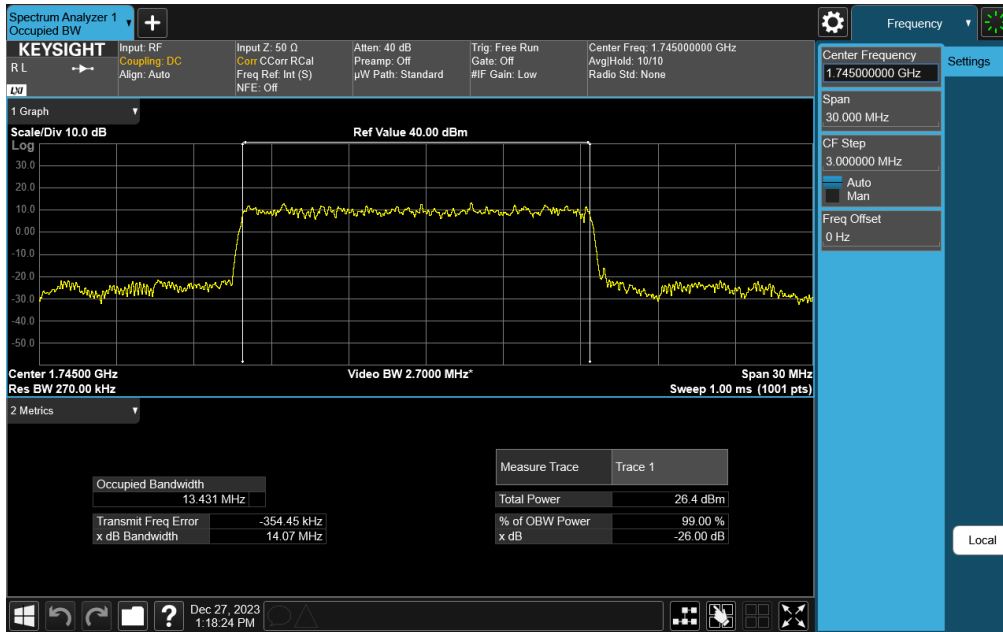 Spectrum Analyzer 1
Occupied BW
Frequency
KEYSIGHT
R L
LXI
Input: RF
Coupling: DC
Align: Auto
Input Z: 50 Ω
Corr CCorr RCal
Freq Ref: Int (S)
NFE: Off
Atten: 40 dB
Preamp: Off
µW Path: Standard
Trig: Free Run
Gate: Off
#IF Gain: Low
Center Freq: 1.745000000 GHz
Avg|Hold: 10/10
Radio Std: None
Center Frequency
1.745000000 GHz
Settings
Span
30.000 MHz
CF Step
3.000000 MHz
Auto
Man
Freq Offset
0 Hz
Local
1 Graph
Scale/Div 10.0 dB
Ref Value 40.00 dBm
Log
30.0
20.0
10.0
0.00
-10.0
-20.0
-30.0
-40.0
-50.0
Center 1.74500 GHz
Video BW 2.7000 MHz*
Span 30 MHz
Res BW 270.00 kHz
Sweep 1.00 ms (1001 pts)
2 Metrics
Occupied Bandwidth
13.431 MHz
Transmit Freq Error -354.45 kHz
x dB Bandwidth 14.07 MHz
Measure Trace Trace 1
Total Power 26.4 dBm
% of OBW Power 99.00 %
x dB -26.00 dB
?
Dec 27, 2023
1:18:24 PM